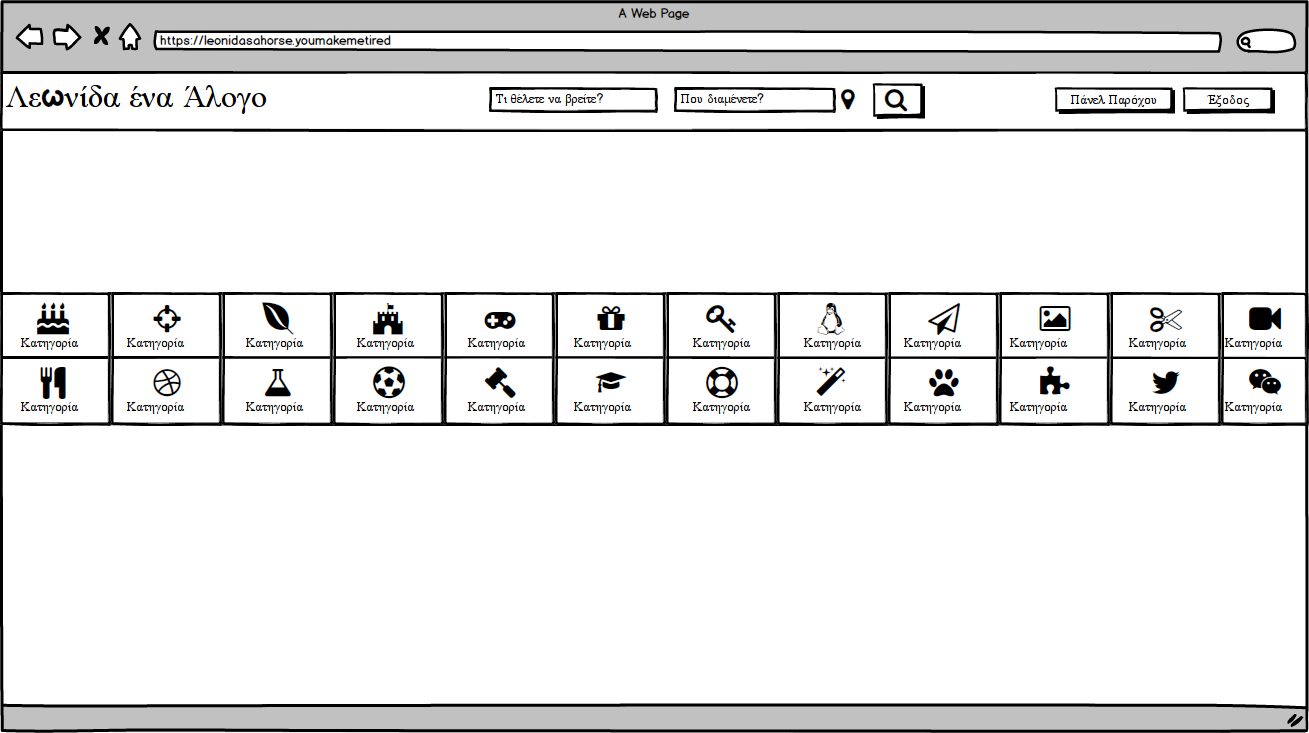 A Web Page
https://leonidasahorse.youmakemetired
Λεωνίδα ένα Άλογο
Τι θέλετε να βρείτε?
Που διαμένετε?
Πάνελ Παρόχου
Έξοδος
Κατηγορία Κατηγορία Κατηγορία Κατηγορία Κατηγορία Κατηγορία Κατηγορία Κατηγορία Κατηγορία Κατηγορία Κατηγορία Κατηγορία
Κατηγορία Κατηγορία Κατηγορία Κατηγορία Κατηγορία Κατηγορία Κατηγορία Κατηγορία Κατηγορία Κατηγορία Κατηγορία Κατηγορία